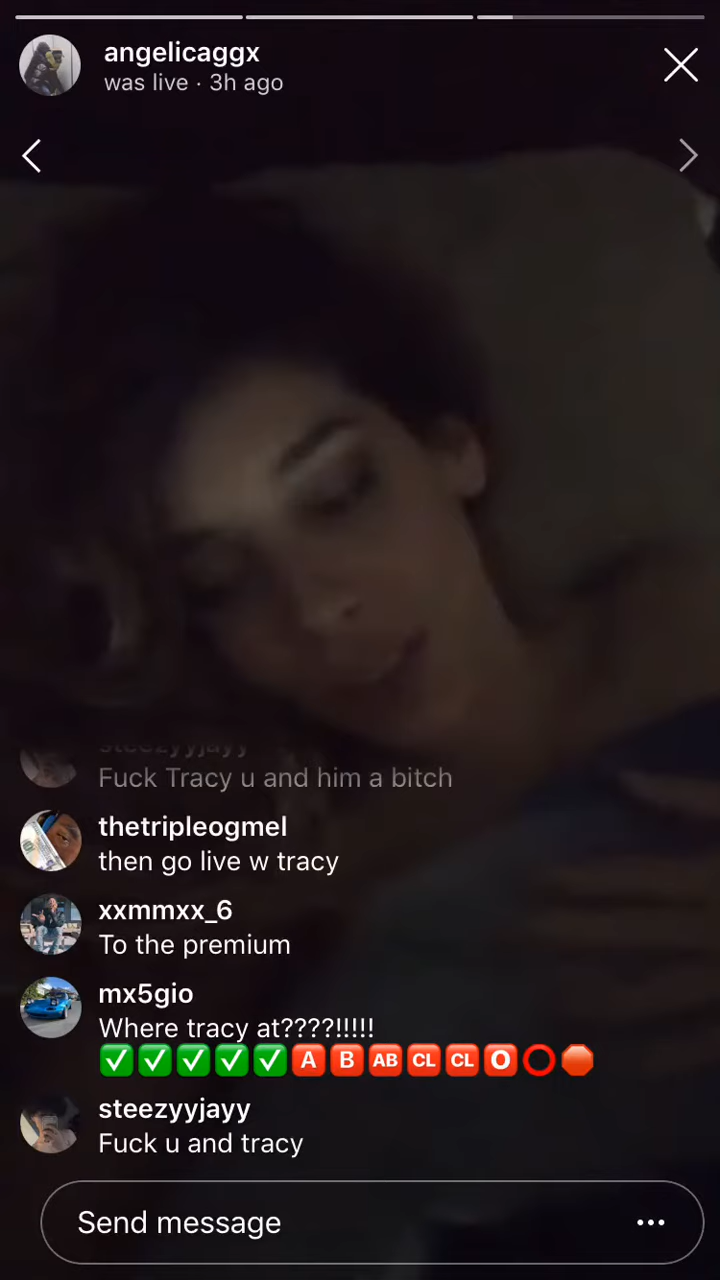 angelicaggx
was live · 3h ago
steezyyjayy
Fuck Tracy u and him a bitch
thetripleogmel
then go live w tracy
xxmmxx_6
To the premium
mx5gio
Where tracy at????!!!!!
✅✅✅✅✅🅰️🅱️🆎🆑🆑🅾️⭕🛑
steezyyjayy
Fuck u and tracy
Send message